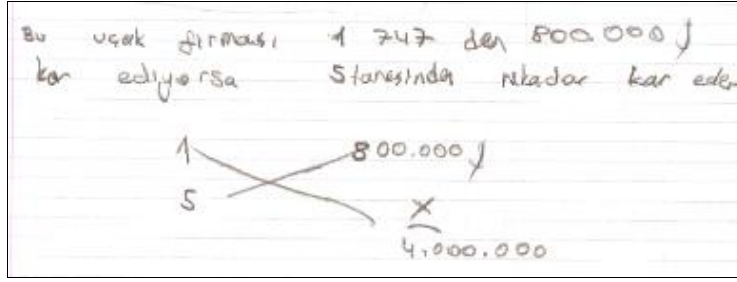 Bu uçak firması 1 747 den 800.000 $
kar ediyorsa 5 tanesinden nekadar kar eder
1 800.000 $
5 x
4.000.000